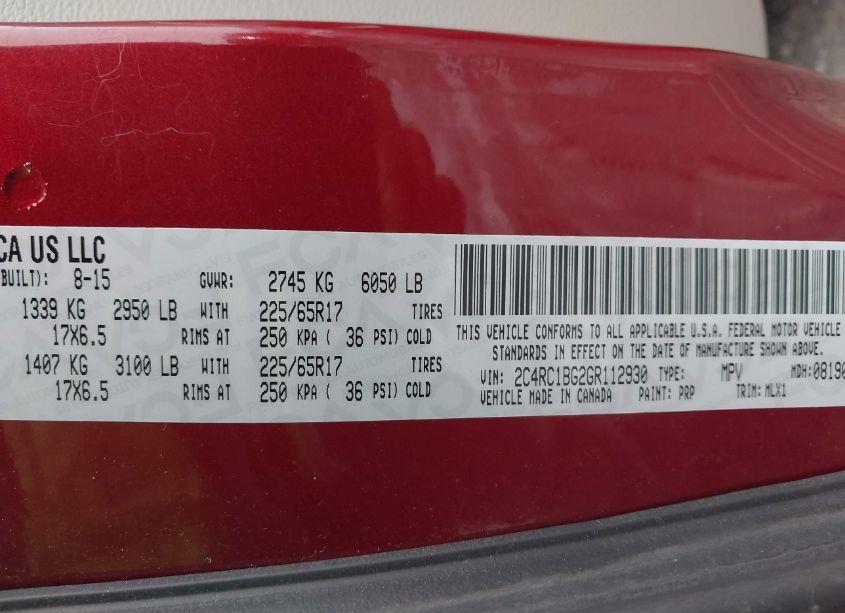 CA US LLC
BUILT): 8-15 GVWR: 2745 KG 6050 LB
1339 KG 2950 LB WITH 225/65R17 TIRES
17X6.5 RIMS AT 250 KPA ( 36 PSI) COLD
1407 KG 3100 LB WITH 225/65R17 TIRES
17X6.5 RIMS AT 250 KPA ( 36 PSI) COLD
THIS VEHICLE CONFORMS TO ALL APPLICABLE U.S.A. FEDERAL MOTOR VEHICLE
STANDARDS IN EFFECT ON THE DATE OF MANUFACTURE SHOWN ABOVE.
VIN: 2C4RC1BG2GR112930 TYPE: MPV MDH: 08190
VEHICLE MADE IN CANADA PAINT: PRP TRIM: MLX1